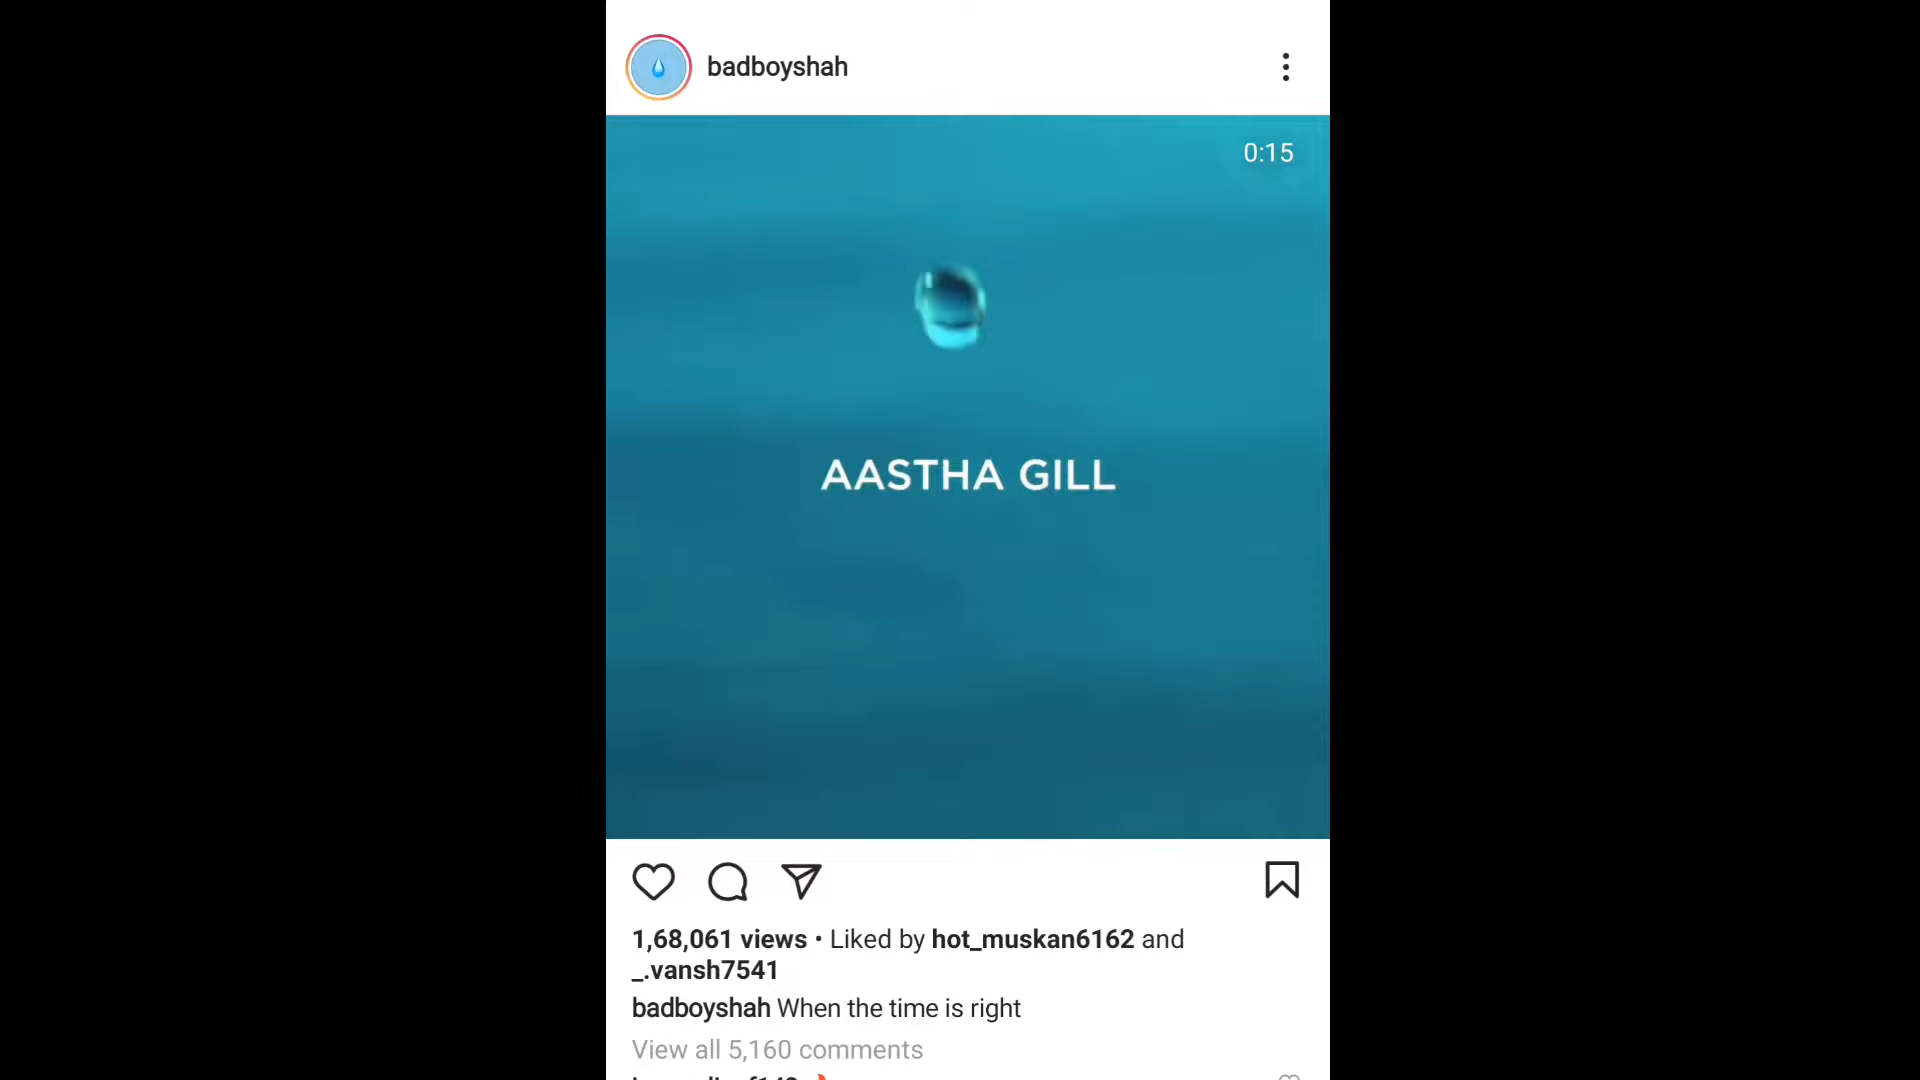 badboyshah
0:15
AASTHA GILL
1,68,061 views • Liked by hot_muskan6162 and
_.vansh7541
badboyshah When the time is right
View all 5,160 comments